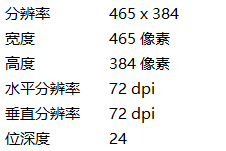 分辨率 465 x 384
宽度 465 像素
高度 384 像素
水平分辨率 72 dpi
垂直分辨率 72 dpi
位深度 24